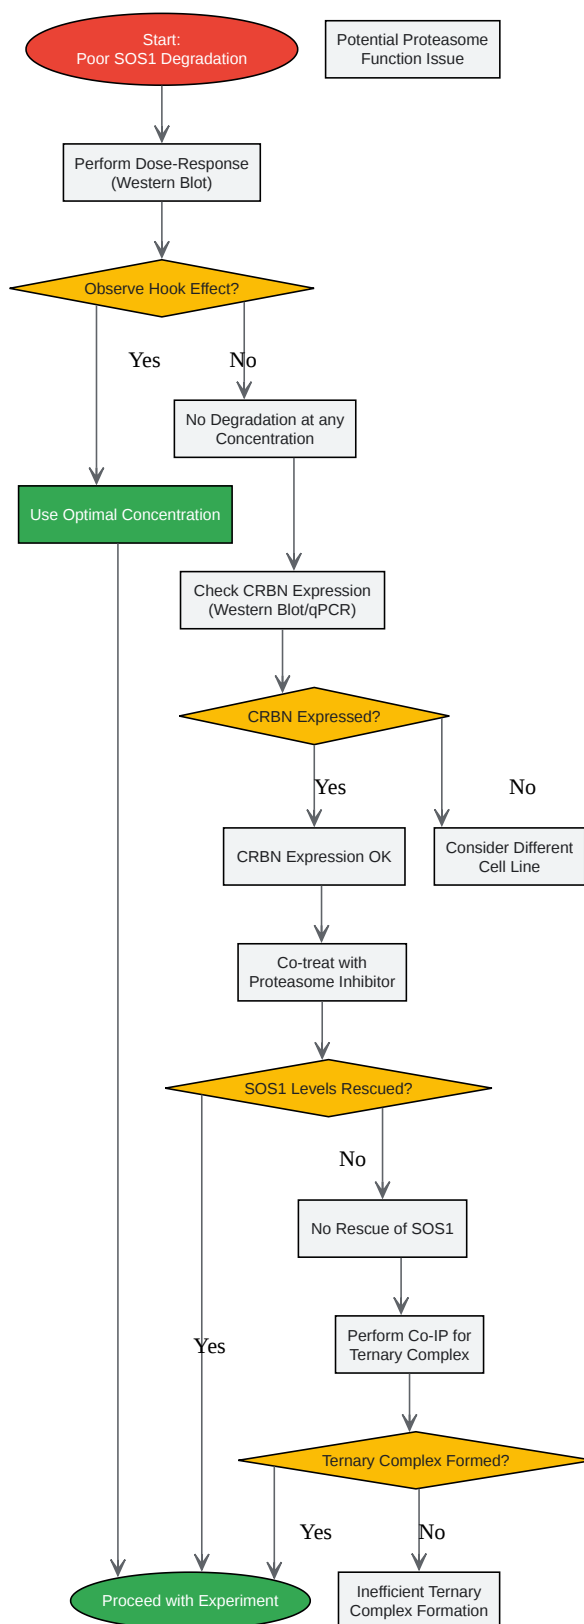 Start:
Poor SOS1 Degradation
Potential Proteasome
Function Issue
Perform Dose-Response
(Western Blot)
Observe Hook Effect?
Yes
No
No Degradation at any
Concentration
Use Optimal Concentration
Check CRBN Expression
(Western Blot/qPCR)
CRBN Expressed?
Yes
No
CRBN Expression OK
Consider Different
Cell Line
Co-treat with
Proteasome Inhibitor
SOS1 Levels Rescued?
No
No Rescue of SOS1
Perform Co-IP for
Ternary Complex
Yes
Ternary Complex Formed?
Yes
No
Proceed with Experiment
Inefficient Ternary
Complex Formation